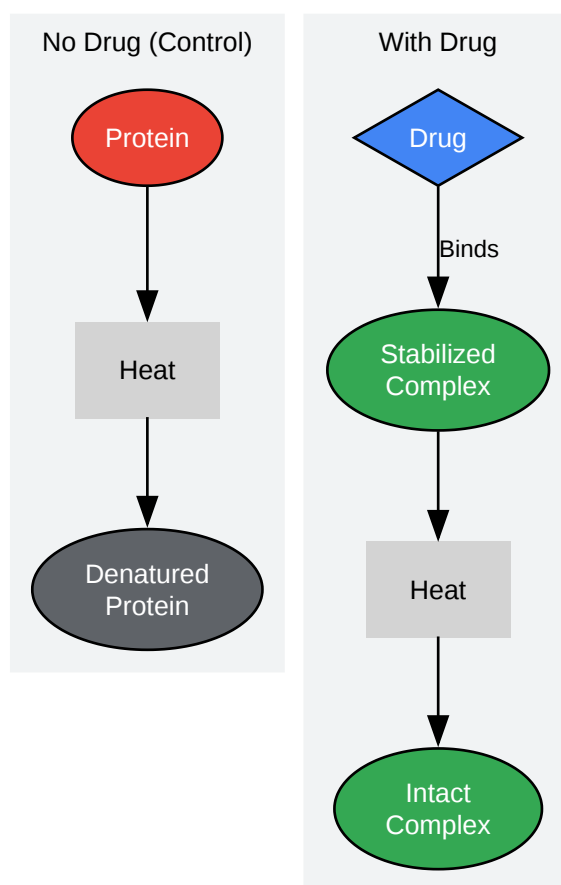 No Drug (Control)
Protein
Heat
Denatured
Protein
With Drug
Drug
Binds
Stabilized
Complex
Heat
Intact
Complex